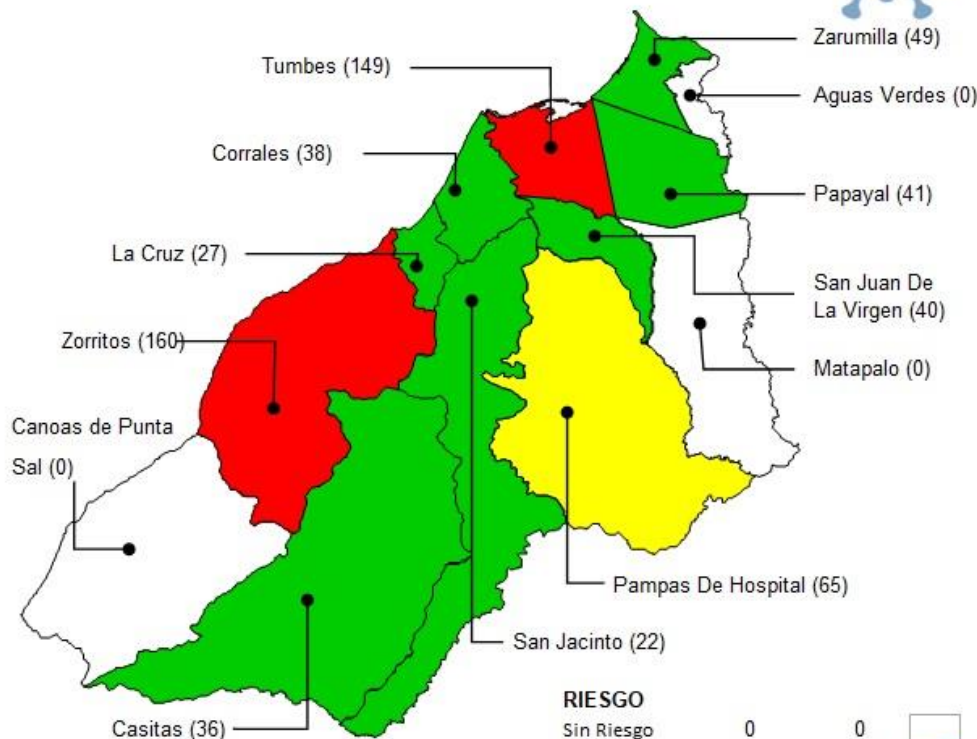 Zarumilla (49)
Tumbes (149)
Aguas Verdes (0)
Corrales (38)
Papayal (41)
La Cruz (27)
San Juan De
La Virgen (40)
Zorritos (160)
Matapalo (0)
Canoas de Punta
Sal (0)
Pampas De Hospital (65)
San Jacinto (22)
Casitas (36)
RIESGO
Sin Riesgo 0 0